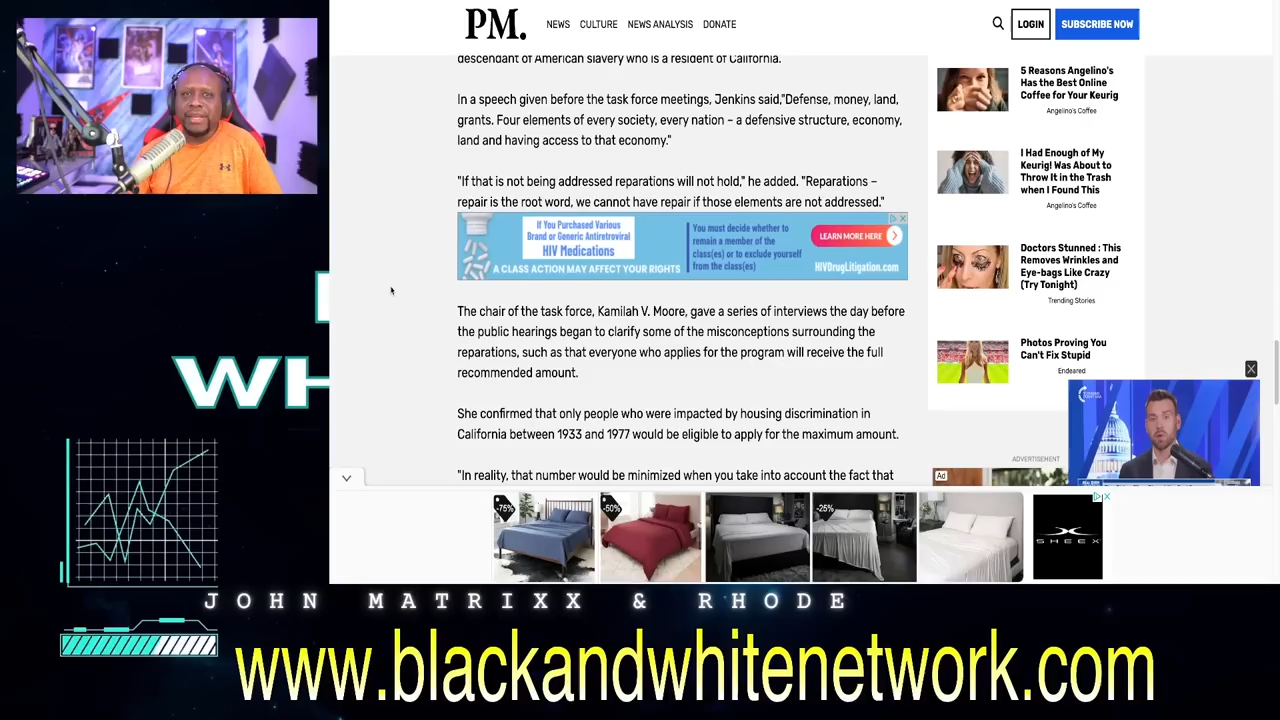 PM.
NEWS CULTURE NEWS ANALYSIS DONATE
LOGIN
SUBSCRIBE NOW
descendant of American slavery who is a resident of California.
In a speech given before the task force meetings, Jenkins said,"Defense, money, land,
grants. Four elements of every society, every nation – a defensive structure, economy,
land and having access to that economy."
"If that is not being addressed reparations will not hold," he added. "Reparations –
repair is the root word, we cannot have repair if those elements are not addressed."
If You Purchased Various
Brand or Generic Antiretroviral
HIV Medications
A CLASS ACTION MAY AFFECT YOUR RIGHTS
You must decide whether to
remain a member of the
class(es) or to exclude yourself
from the class(es)
LEARN MORE HERE
HIVDrugLitigation.com
The chair of the task force, Kamilah V. Moore, gave a series of interviews the day before
the public hearings began to clarify some of the misconceptions surrounding the
reparations, such as that everyone who applies for the program will receive the full
recommended amount.
She confirmed that only people who were impacted by housing discrimination in
California between 1933 and 1977 would be eligible to apply for the maximum amount.
"In reality, that number would be minimized when you take into account the fact that
5 Reasons Angelino's
Has the Best Online
Coffee for Your Keurig
Angelino's Coffee
I Had Enough of My
Keurig! Was About to
Throw It in the Trash
when I Found This
Angelino's Coffee
Doctors Stunned : This
Removes Wrinkles and
Eye-bags Like Crazy
(Try Tonight)
Trending Stories
Photos Proving You
Can't Fix Stupid
Endeared
ADVERTISEMENT
Ad
-75%
-50%
-25%
SHEEX
WH
JOHN MATRIXX & RHODE
www.blackandwhitenetwork.com